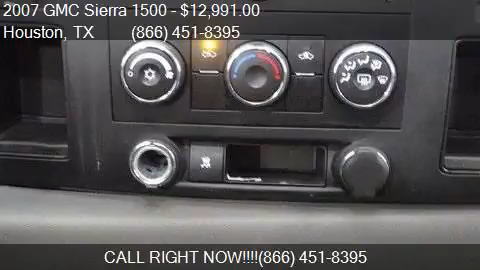 2007 GMC Sierra 1500 - $12,991.00
Houston, TX (866) 451-8395
CALL RIGHT NOW!!!!(866) 451-8395